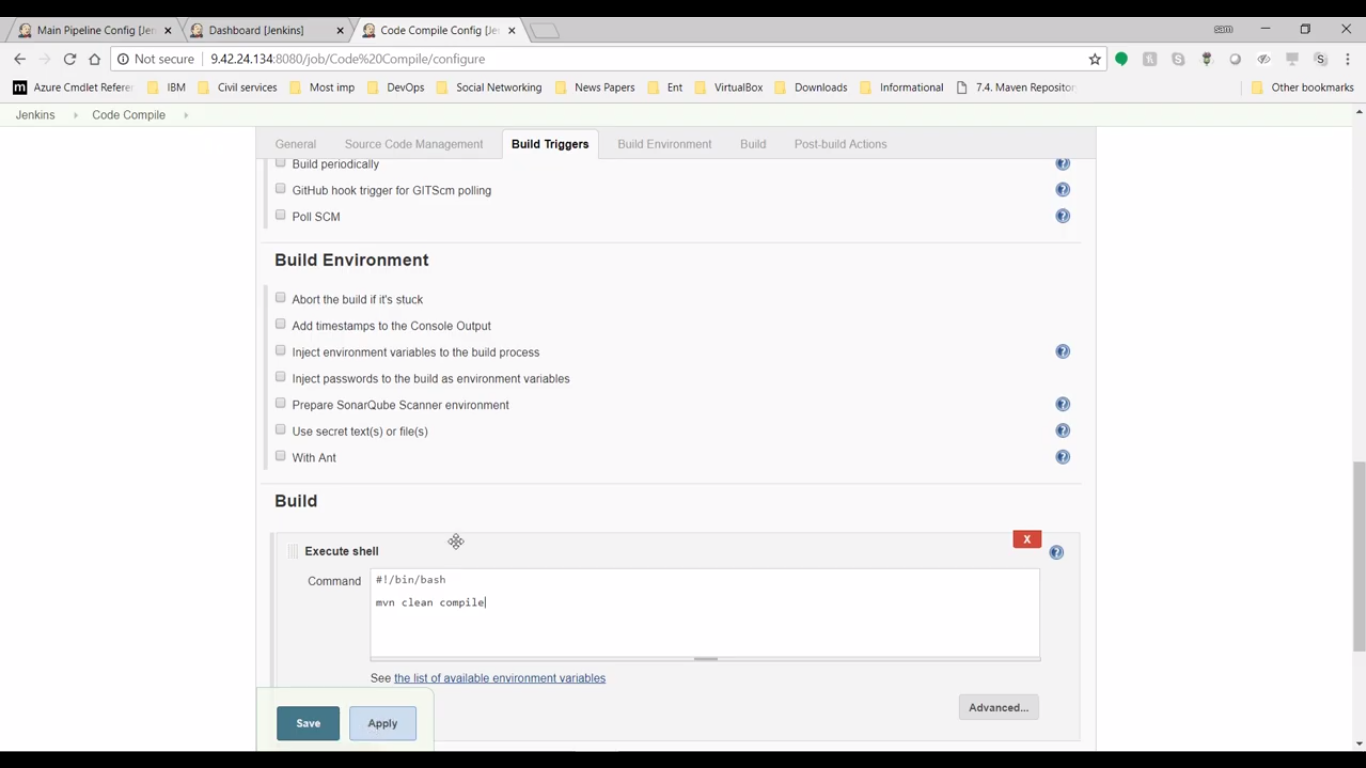 Main Pipeline Config [Jen
Dashboard [Jenkins]
Code Compile Config [Je
sam
Not secure
9.42.24.134:8080/job/Code%20Compile/configure
S
m Azure Cmdlet Refere
IBM
Civil services
Most imp
DevOps
Social Networking
News Papers
Ent
VirtualBox
Downloads
Informational
7.4. Maven Repositor
Other bookmarks
Jenkins
Code Compile
General
Source Code Management
Build Triggers
Build Environment
Build
Post-build Actions
Build periodically
GitHub hook trigger for GITScm polling
Poll SCM
Build Environment
Abort the build if it's stuck
Add timestamps to the Console Output
Inject environment variables to the build process
Inject passwords to the build as environment variables
Prepare SonarQube Scanner environment
Use secret text(s) or file(s)
With Ant
Build
Execute shell
X
Command
#!/bin/bash
mvn clean compile
See the list of available environment variables
Advanced...
Save
Apply